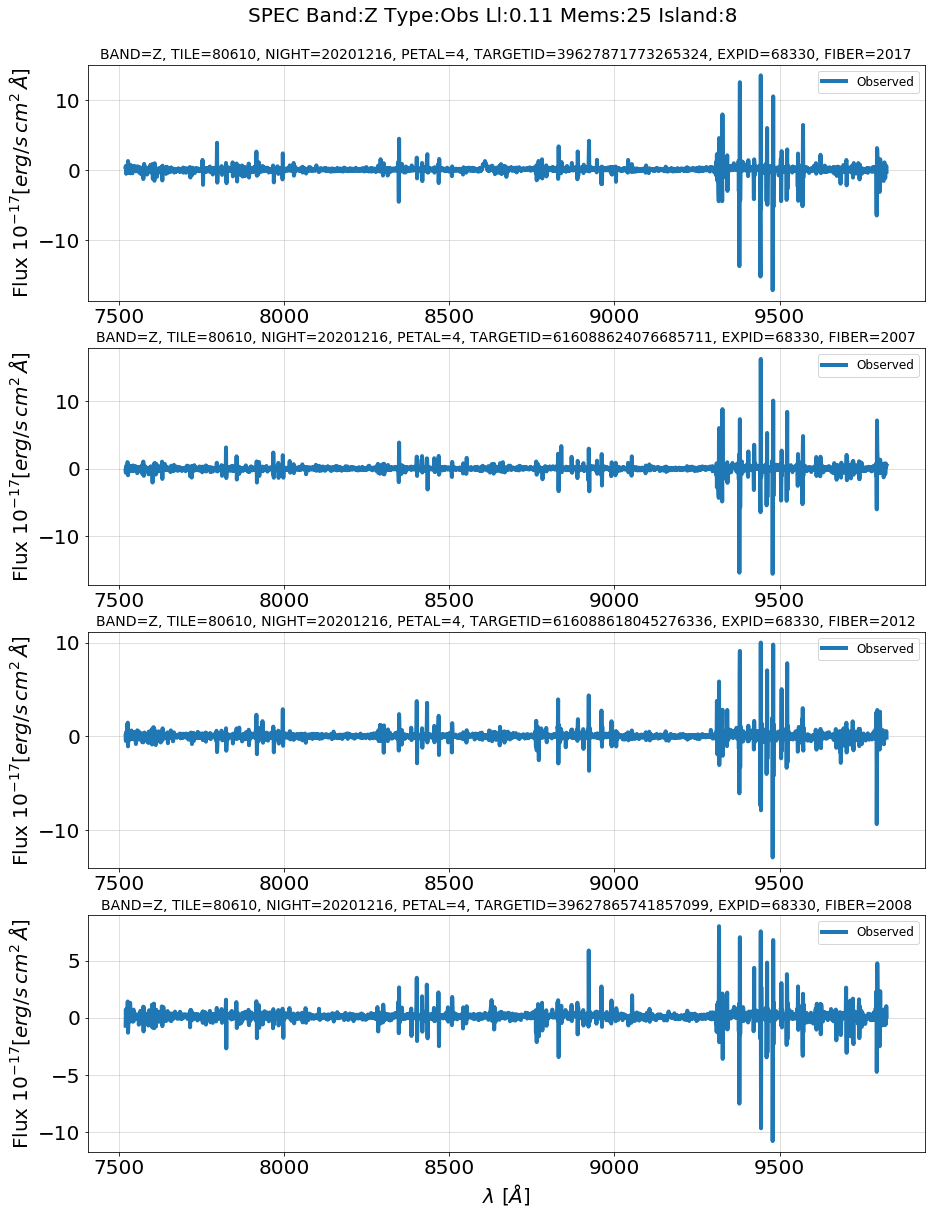 SPEC Band:Z Type:Obs Ll:0.11 Mems:25 Island:8
BAND=Z, TILE=80610, NIGHT=20201216, PETAL=4, TARGETID=39627871773265324, EXPID=68330, FIBER=2017
Observed
Flux 10^{-17}[erg/s cm^2 Å]
10
0
−10
7500 8000 8500 9000 9500
BAND=Z, TILE=80610, NIGHT=20201216, PETAL=4, TARGETID=616088624076685711, EXPID=68330, FIBER=2007
Observed
Flux 10^{-17}[erg/s cm^2 Å]
10
0
−10
7500 8000 8500 9000 9500
BAND=Z, TILE=80610, NIGHT=20201216, PETAL=4, TARGETID=616088618045276336, EXPID=68330, FIBER=2012
Observed
Flux 10^{-17}[erg/s cm^2 Å]
10
0
−10
7500 8000 8500 9000 9500
BAND=Z, TILE=80610, NIGHT=20201216, PETAL=4, TARGETID=39627865741857099, EXPID=68330, FIBER=2008
Observed
Flux 10^{-17}[erg/s cm^2 Å]
5
0
−5
−10
7500 8000 8500 9000 9500
λ [Å]